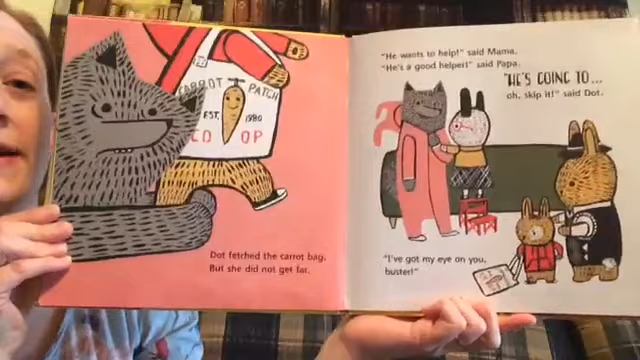 CARROT PATCH
EST. 1980
CO OP
Dot fetched the carrot bag.
But she did not get far.
"He wants to help!" said Mama.
"He's a good helper!" said Papa.
"HE'S GOING TO...
oh, skip it!" said Dot.
"I've got my eye on you,
buster!"